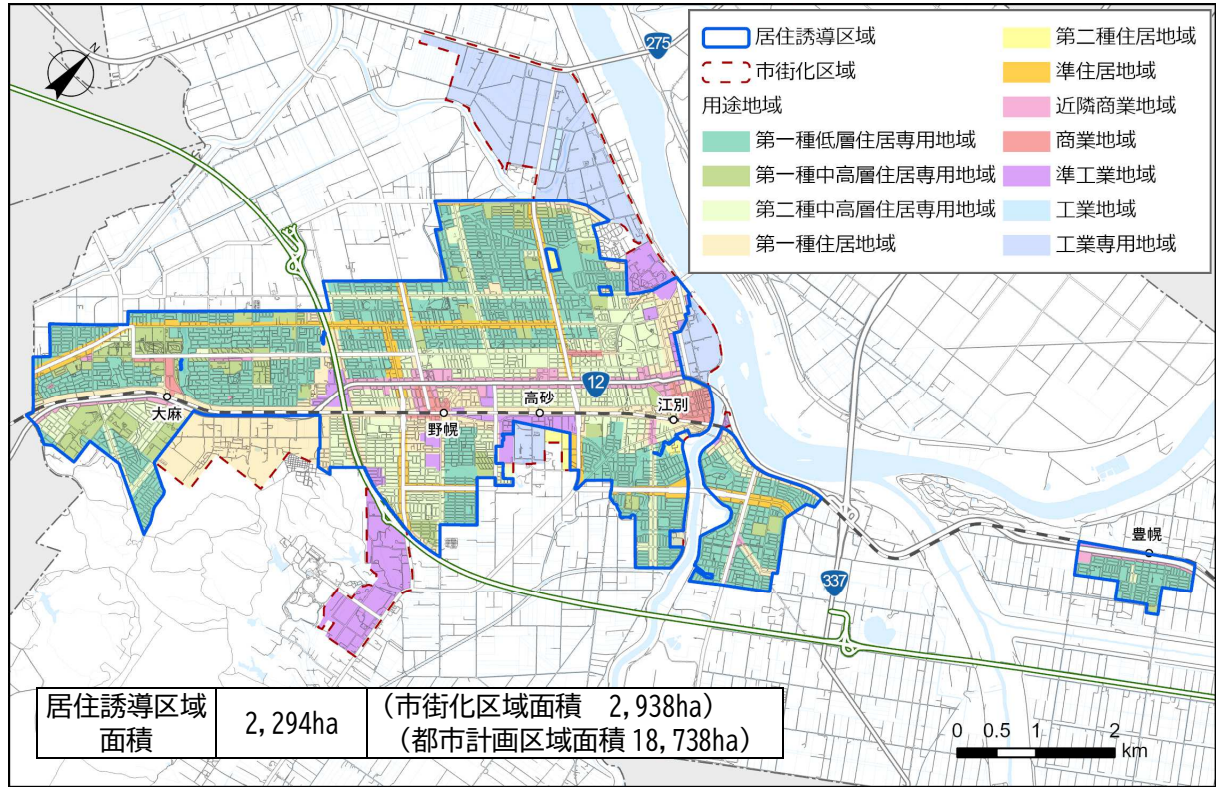 N
275
居住誘導区域
市街化区域
用途地域
第一種低層住居専用地域
第一種中高層住居専用地域
第二種中高層住居専用地域
第一種住居地域
第二種住居地域
準住居地域
近隣商業地域
商業地域
準工業地域
工業地域
工業専用地域
12
大麻
野幌
高砂
江別
豊幌
337
居住誘導区域
面積
2,294ha
（市街化区域面積　2,938ha）
（都市計画区域面積 18,738ha）
0 0.5 1 2
km